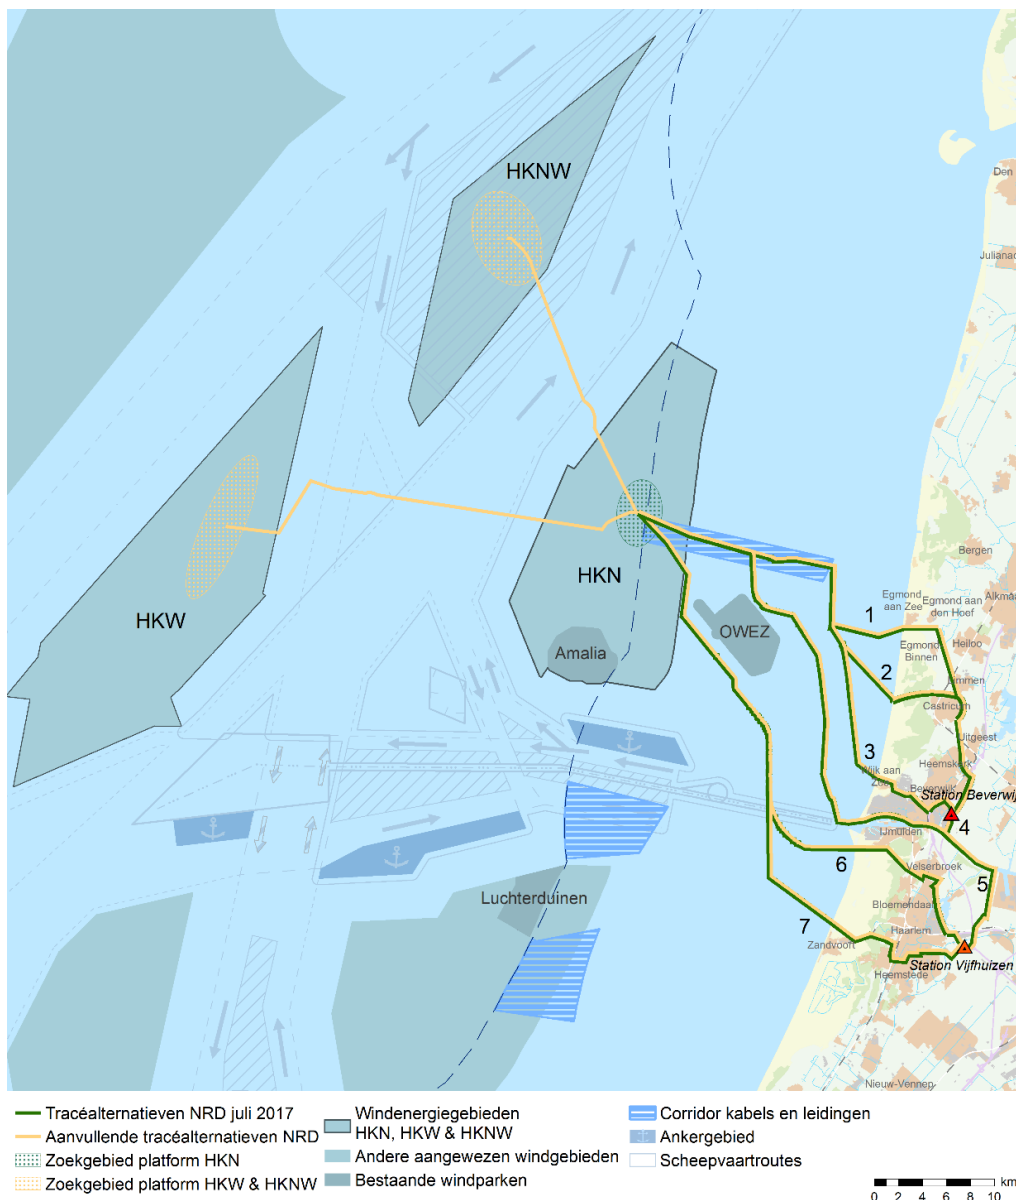 HKNW
Den
Julianad
HKN
HKW
Amalia
OWEZ
Bergen
Alkmaa
Egmond
aan Zee
Egmond aan
den Hoef
1
Egmond-
Binnen
Heiloo
2
Limmen
Castricum
Uitgeest
3
Wijk aan
Zee
Heemskerk
Beverwijk
Station Beverwij
4
IJmuiden
6
Velserbroek
5
Luchterduinen
Bloemendaal
7
Haarlem
Zandvoort
Station Vijfhuizen
Heemstede
Nieuw-Vennep
Tracéalternatieven NRD juli 2017
Aanvullende tracéalternatieven NRD
Zoekgebied platform HKN
Zoekgebied platform HKW & HKNW
Windenergiegebieden
HKN, HKW & HKNW
Andere aangewezen windgebieden
Bestaande windparken
Corridor kabels en leidingen
Ankergebied
Scheepvaartroutes
km
0 2 4 6 8 10